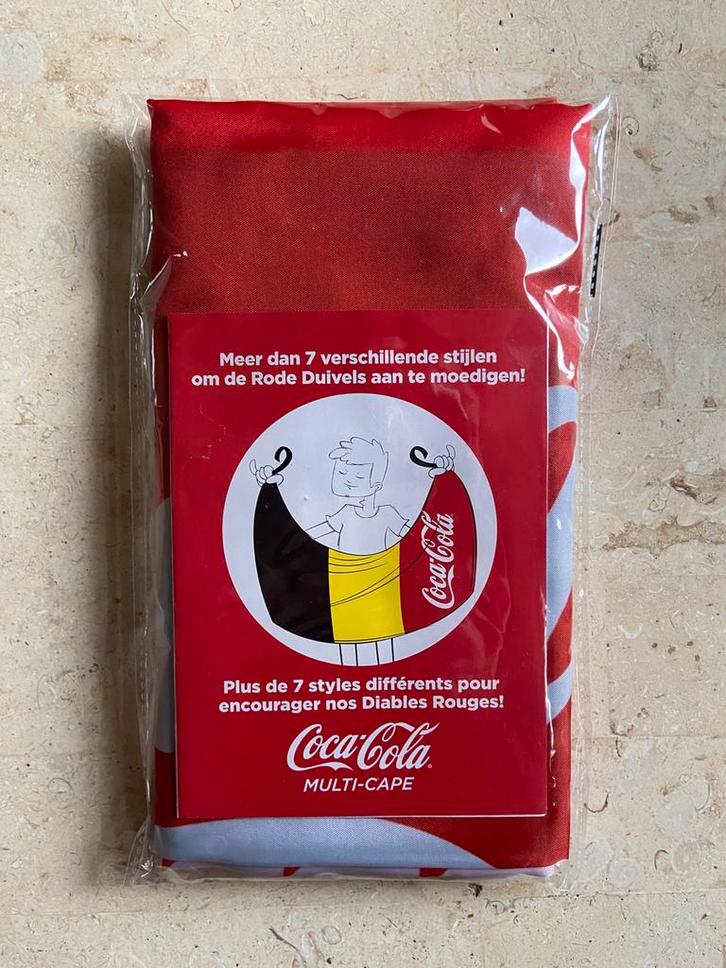 Meer dan 7 verschillende stijlen
om de Rode Duivels aan te moedigen!
Coca-Cola
Plus de 7 styles différents pour
encourager nos Diables Rouges!
Coca-Cola
MULTI-CAPE